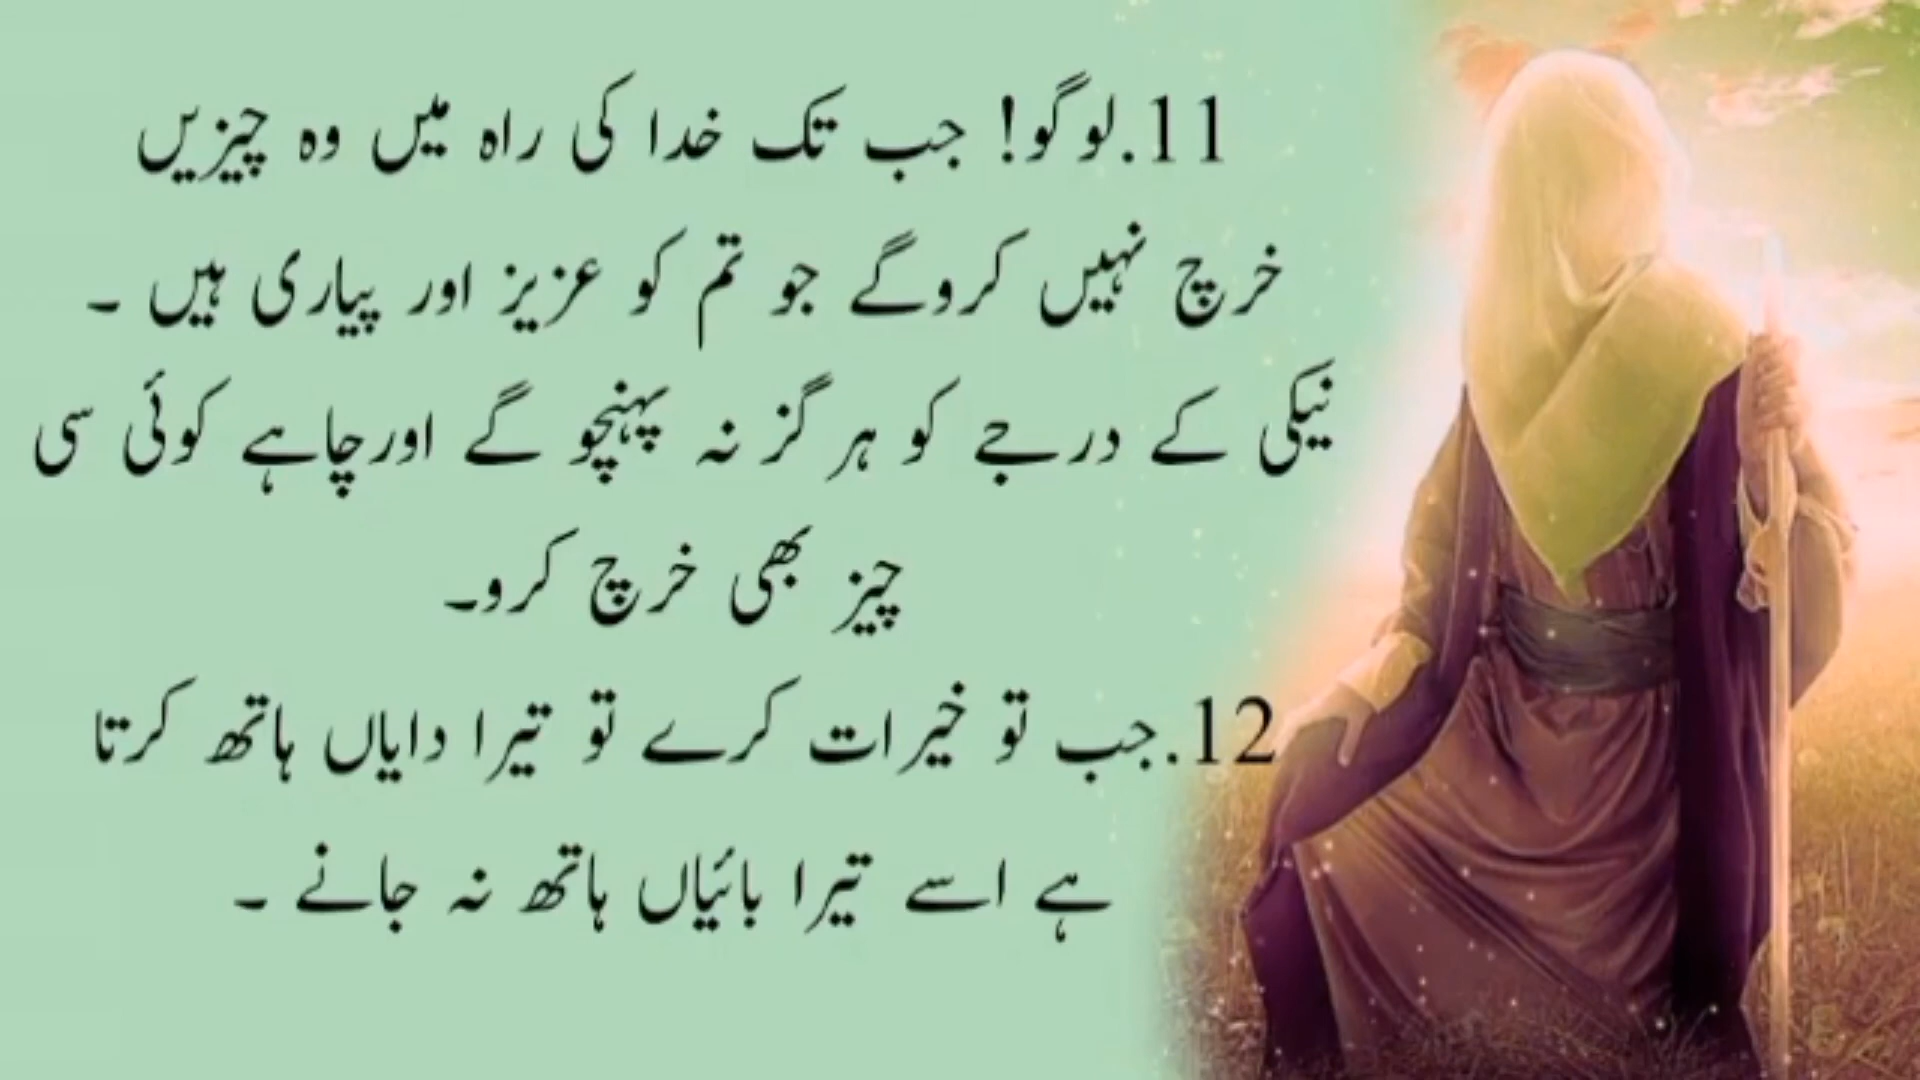 11.لوگو! جب تک خدا کی راہ میں وہ چیزیں
خرچ نہیں کروگے جو تم کو عزیز اور پیاری ہیں ۔
نیکی کے درجے کو ہرگز نہ پہنچو گے اورچاہے کوئی سی
چیز بھی خرچ کرو۔
12.جب تو خیرات کرے تو تیرا دایاں ہاتھ کرتا
ہے اسے تیرا بائیاں ہاتھ نہ جانے ۔